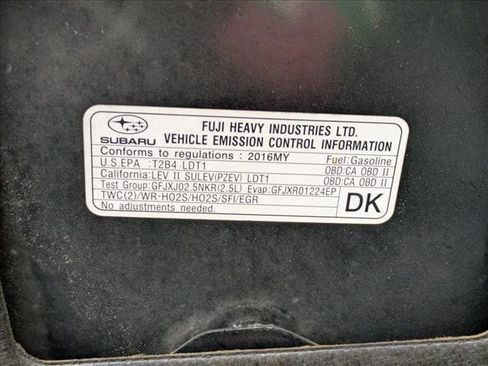 FUJI HEAVY INDUSTRIES LTD.
SUBARU VEHICLE EMISSION CONTROL INFORMATION
Conforms to regulations : 2016MY Fuel:Gasoline
U.S.EPA :T2B4 LDT1 OBD:CA OBD II
California:LEV II SULEV(PZEV) LDT1 OBD:CA OBD II
Test Group:GFJXJ02.5NKR(2.5L) Evap:GFJXR01224EP
TWC(2)/WR-HO2S/HO2S/SFI/EGR
No adjustments needed.
DK